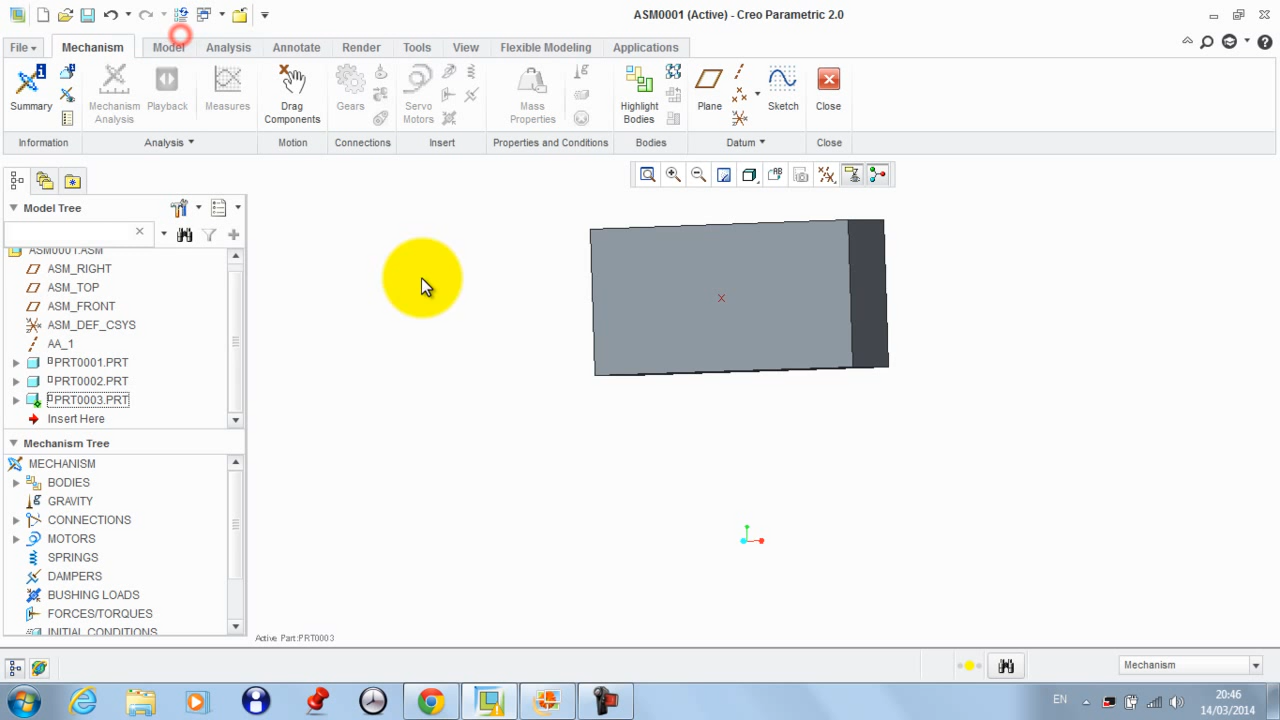 ASM0001 (Active) - Creo Parametric 2.0
File Mechanism Model Analysis Annotate Render Tools View Flexible Modeling Applications
Summary Mechanism Analysis Playback Measures Drag Components Gears Servo Motors Mass Properties Highlight Bodies Plane Sketch Close
Information Analysis Motion Connections Insert Properties and Conditions Bodies Datum Close
Model Tree
ASM0001.ASM
ASM_RIGHT
ASM_TOP
ASM_FRONT
ASM_DEF_CSYS
AA_1
PRT0001.PRT
PRT0002.PRT
PRT0003.PRT
Insert Here
Mechanism Tree
MECHANISM
BODIES
GRAVITY
CONNECTIONS
MOTORS
SPRINGS
DAMPERS
BUSHING LOADS
FORCES/TORQUES
INITIAL CONDITIONS
Active Part:PRT0003
Mechanism
EN
20:46
14/03/2014